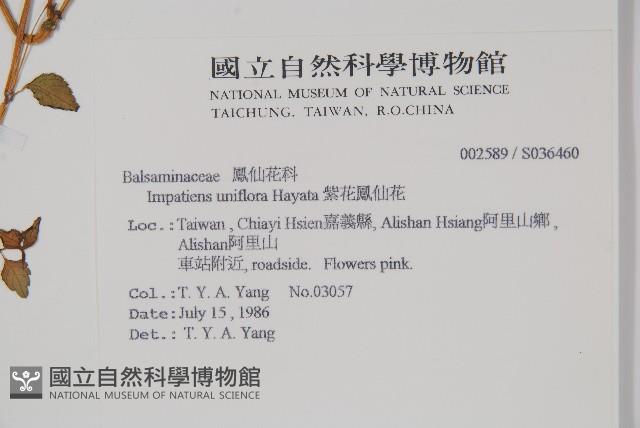 國立自然科學博物館
NATIONAL MUSEUM OF NATURAL SCIENCE
TAICHUNG, TAIWAN, R.O.CHINA
002589 / S036460
Balsaminaceae 鳳仙花科
Impatiens uniflora Hayata 紫花鳳仙花
Loc.:Taiwan , Chiayi Hsien嘉義縣, Alishan Hsiang阿里山鄉 ,
Alishan阿里山
車站附近, roadside. Flowers pink.
Col.:T. Y. A. Yang No.03057
Date:July 15 , 1986
Det.: T. Y. A. Yang
國立自然科學博物館
NATIONAL MUSEUM OF NATURAL SCIENCE